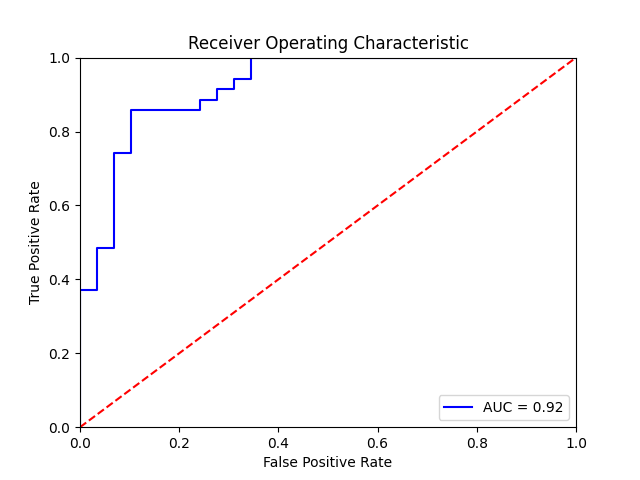 Receiver Operating Characteristic
True Positive Rate
1.0
0.8
0.6
0.4
0.2
0.0
AUC = 0.92
0.0 0.2 0.4 0.6 0.8 1.0
False Positive Rate